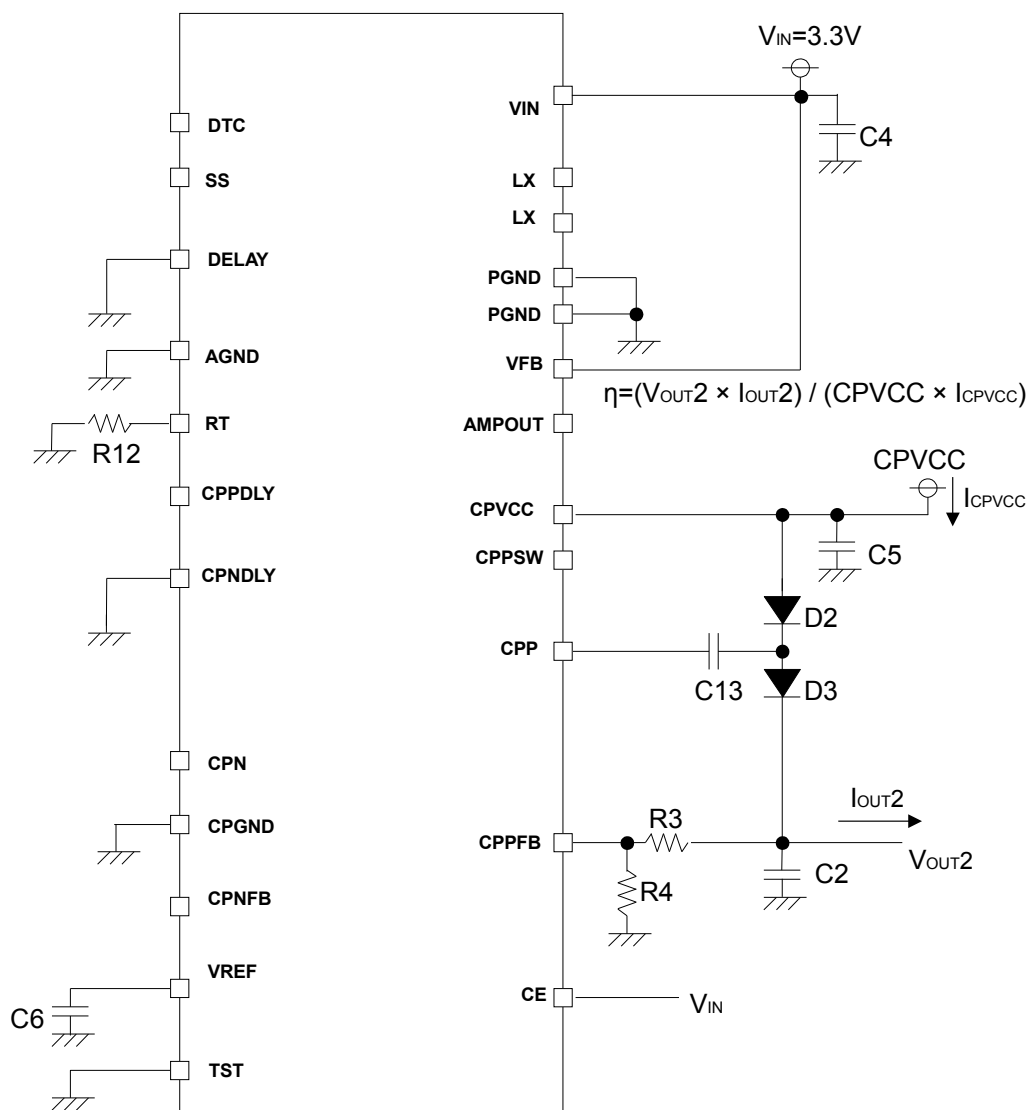 VIN=3.3V
VIN
C4
DTC
SS
LX
LX
DELAY
PGND
PGND
AGND
VFB
η=(VOUT2 × IOUT2) / (CPVCC × ICPVCC)
RT
R12
AMPOUT
CPVCC
ICPVCC
CPPDLY
CPVCC
C5
CPPSW
CPNDLY
D2
CPP
C13
D3
CPN
IOUT2
CPGND
R3
CPPFB
VOUT2
C2
R4
CPNFB
VREF
C6
CE
VIN
TST